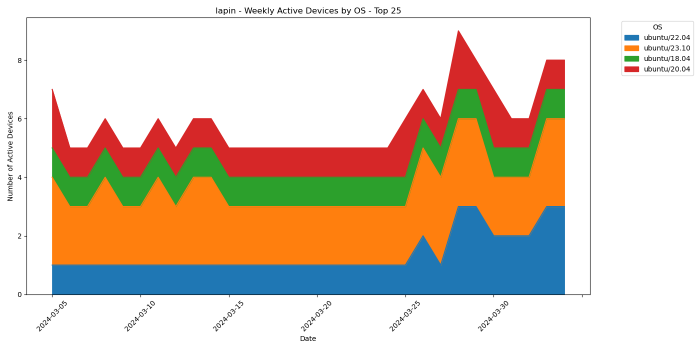 lapin - Weekly Active Devices by OS - Top 25
OS
ubuntu/22.04
ubuntu/23.10
ubuntu/18.04
ubuntu/20.04
Number of Active Devices
8
6
4
2
0
2024-03-05
2024-03-10
2024-03-15
2024-03-20
2024-03-25
2024-03-30
Date